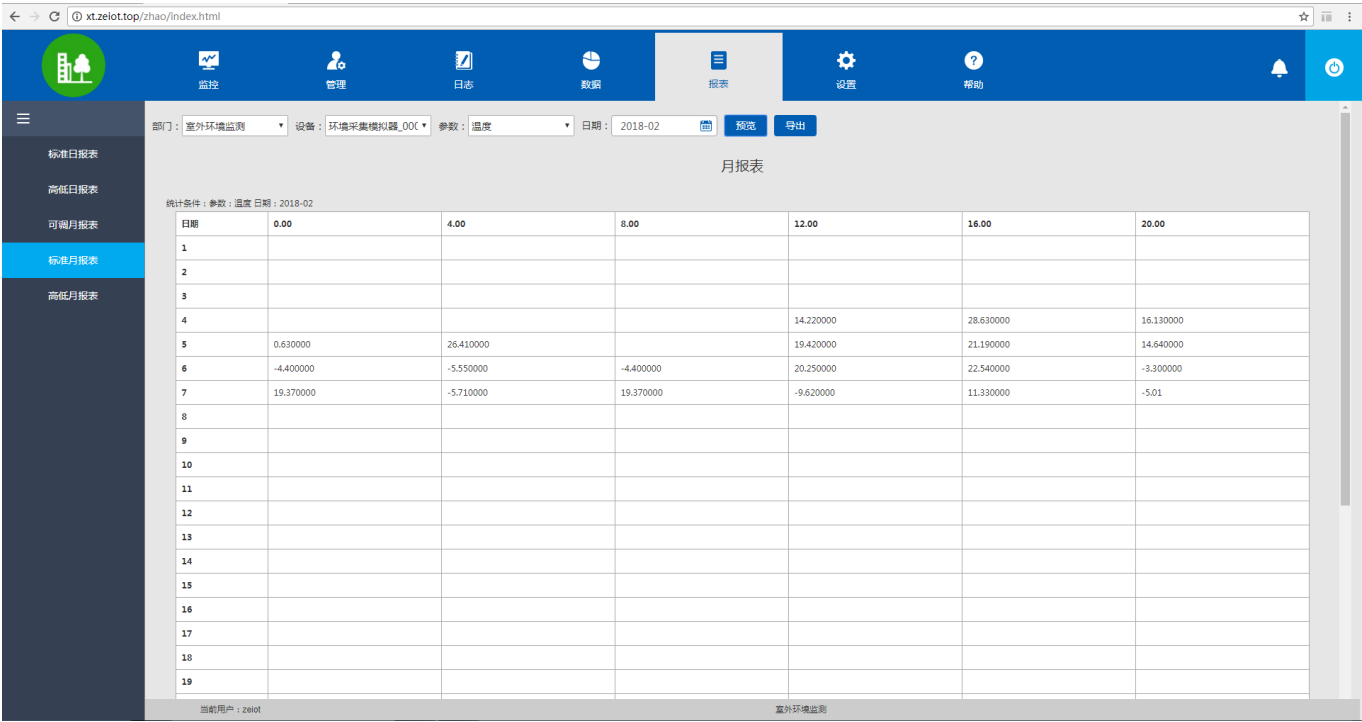 xt.zeiot.top/zhao/index.html
监控 管理 日志 数据 报表 设置 帮助
部门：室外环境监测 设备：环境采集模拟器_00 参数：温度 日期：2018-02 预览 导出
标准日报表
高低日报表
可调月报表
标准月报表
高低月报表
月报表
统计条件：参数：温度 日期：2018-02
日期 0.00 4.00 8.00 12.00 16.00 20.00
1
2
3
4 14.220000 28.630000 16.130000
5 0.630000 26.410000 19.420000 21.190000 14.640000
6 -4.400000 -5.550000 -4.400000 20.250000 22.540000 -3.300000
7 19.370000 -5.710000 19.370000 -9.620000 11.330000 -5.01
8
9
10
11
12
13
14
15
16
17
18
19
当前用户：zeiot 室外环境监测